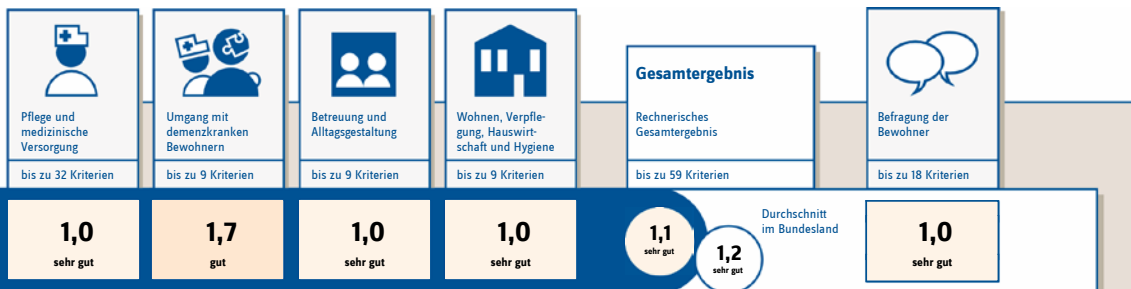 Pflege und
medizinische
Versorgung
bis zu 32 Kriterien
1,0
sehr gut
Umgang mit
demenzkranken
Bewohnern
bis zu 9 Kriterien
1,7
gut
Betreuung und
Alltagsgestaltung
bis zu 9 Kriterien
1,0
sehr gut
Wohnen, Verpfle-
gung, Hauswirt-
schaft und Hygiene
bis zu 9 Kriterien
1,0
sehr gut
Gesamtergebnis
Rechnerisches
Gesamtergebnis
bis zu 59 Kriterien
1,1
sehr gut
1,2
sehr gut
Durchschnitt
im Bundesland
Befragung der
Bewohner
bis zu 18 Kriterien
1,0
sehr gut